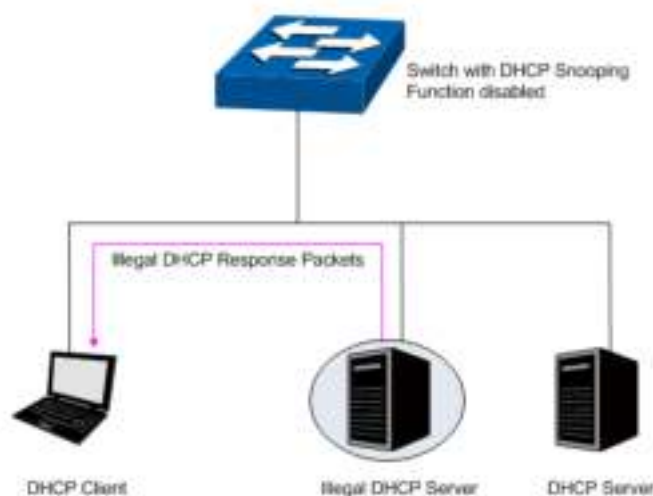 Switch with DHCP Snooping
Function disabled
Illegal DHCP Response Packets
DHCP Client
Illegal DHCP Server
DHCP Server